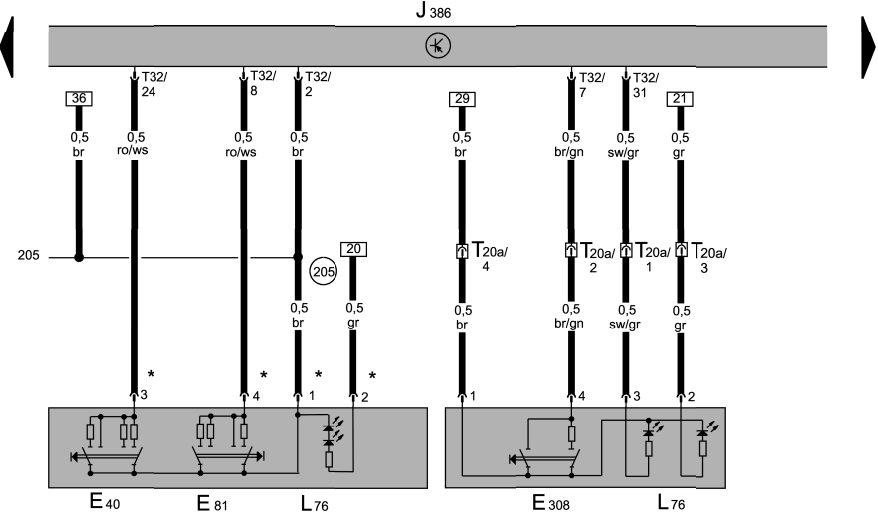 J 386
T32/ T32/ T32/ T32/ T32/
24 8 2 7 31
36 29 21
0,5 0,5 0,5 0,5 0,5 0,5 0,5 0,5
br ro/ws ro/ws br br br/gn sw/gr gr
205 20
205
T20a/ T20a/ T20a/ T20a/
4 2 1 3
0,5 0,5 0,5 0,5 0,5 0,5
br gr br br/gn sw/gr gr
* * * *
3 4 1 2 1 4 3 2
E 40 E 81 L 76 E 308 L 76